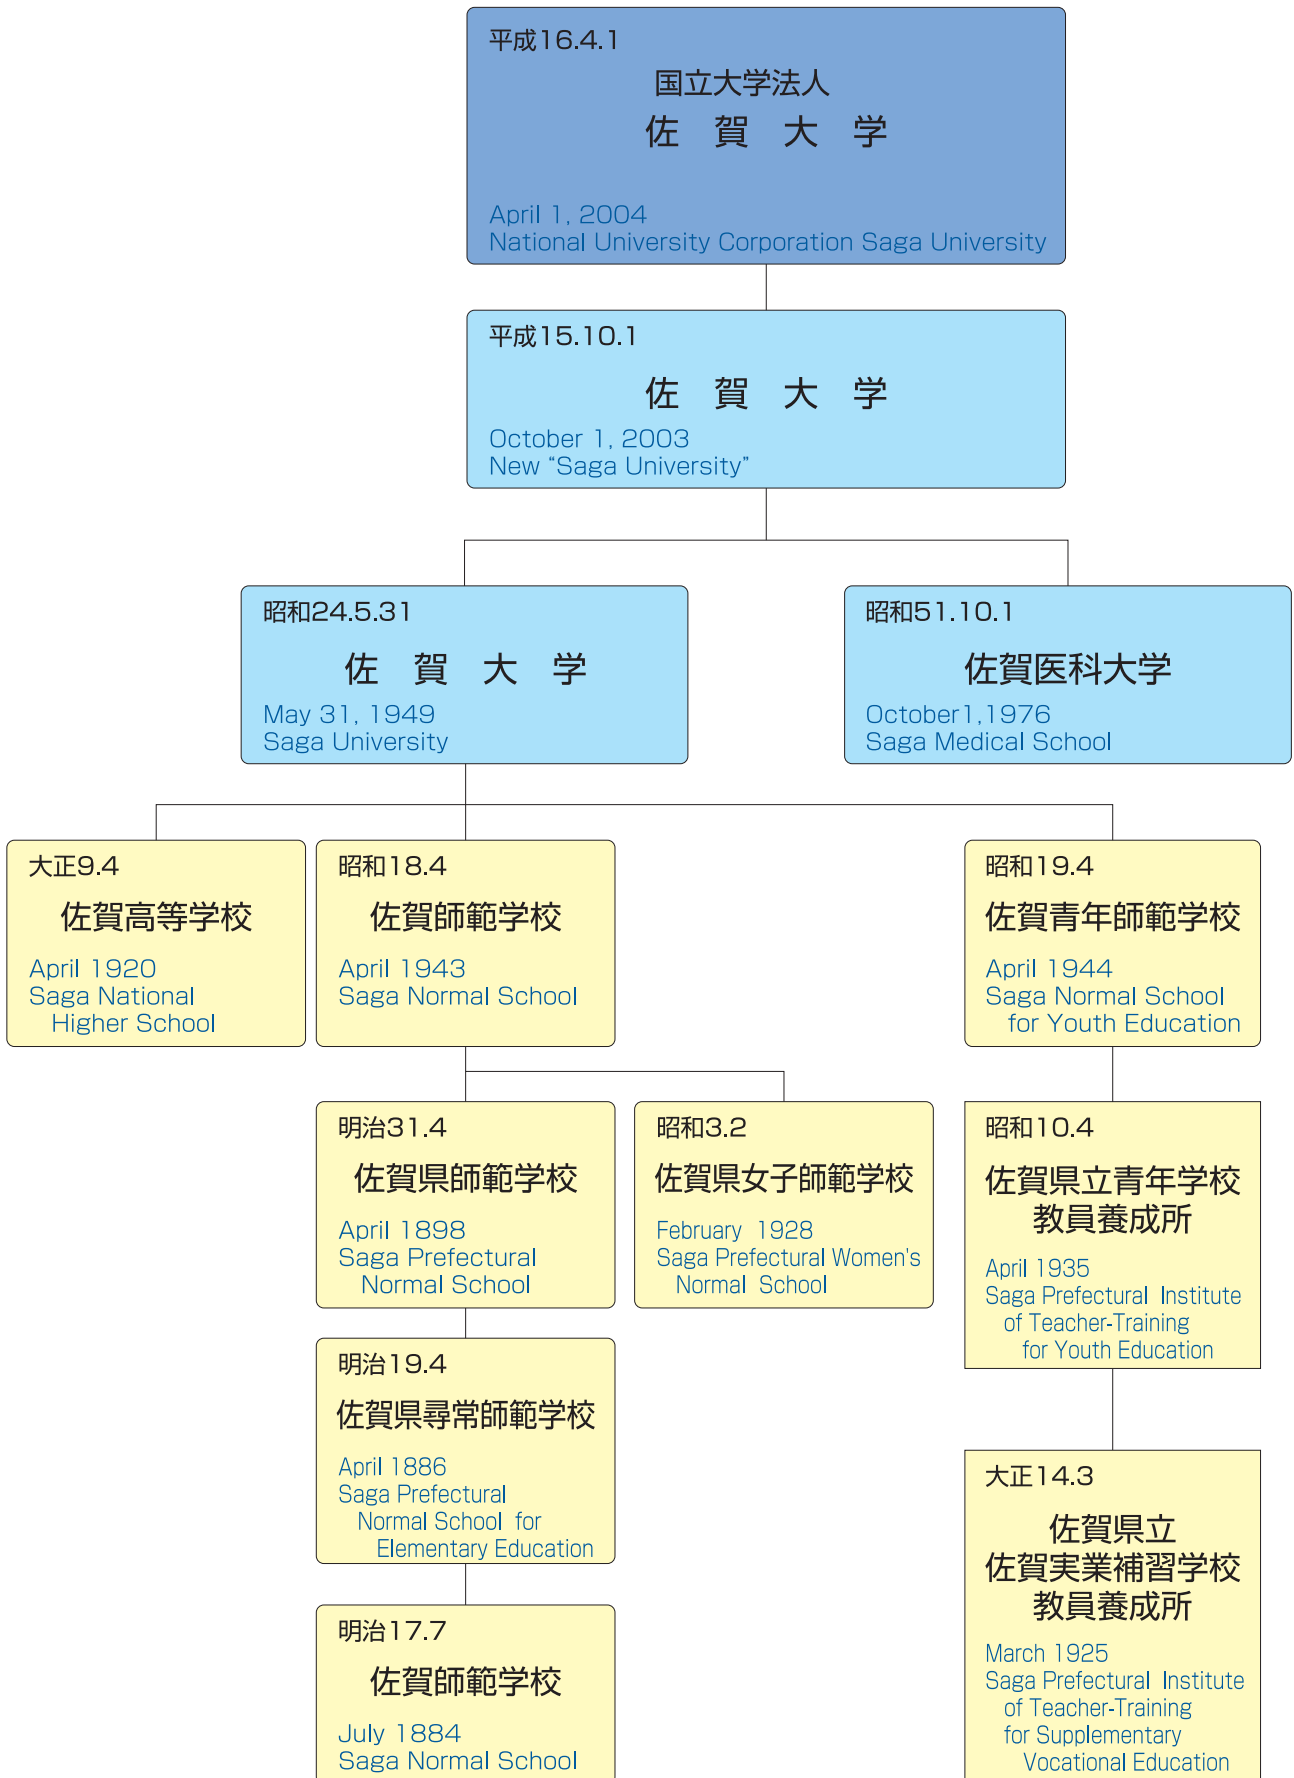 平成16.4.1
国立大学法人
佐 賀 大 学
April 1, 2004
National University Corporation Saga University
平成15.10.1
佐 賀 大 学
October 1, 2003
New “Saga University”
昭和24.5.31
佐 賀 大 学
May 31, 1949
Saga University
昭和51.10.1
佐賀医科大学
October1,1976
Saga Medical School
大正9.4
佐賀高等学校
April 1920
Saga National
Higher School
昭和18.4
佐賀師範学校
April 1943
Saga Normal School
昭和19.4
佐賀青年師範学校
April 1944
Saga Normal School
for Youth Education
明治31.4
佐賀県師範学校
April 1898
Saga Prefectural
Normal School
昭和3.2
佐賀県女子師範学校
February 1928
Saga Prefectural Women's
Normal School
昭和10.4
佐賀県立青年学校
教員養成所
April 1935
Saga Prefectural Institute
of Teacher-Training
for Youth Education
明治19.4
佐賀県尋常師範学校
April 1886
Saga Prefectural
Normal School for
Elementary Education
大正14.3
佐賀県立
佐賀実業補習学校
教員養成所
March 1925
Saga Prefectural Institute
of Teacher-Training
for Supplementary
Vocational Education
明治17.7
佐賀師範学校
July 1884
Saga Normal School